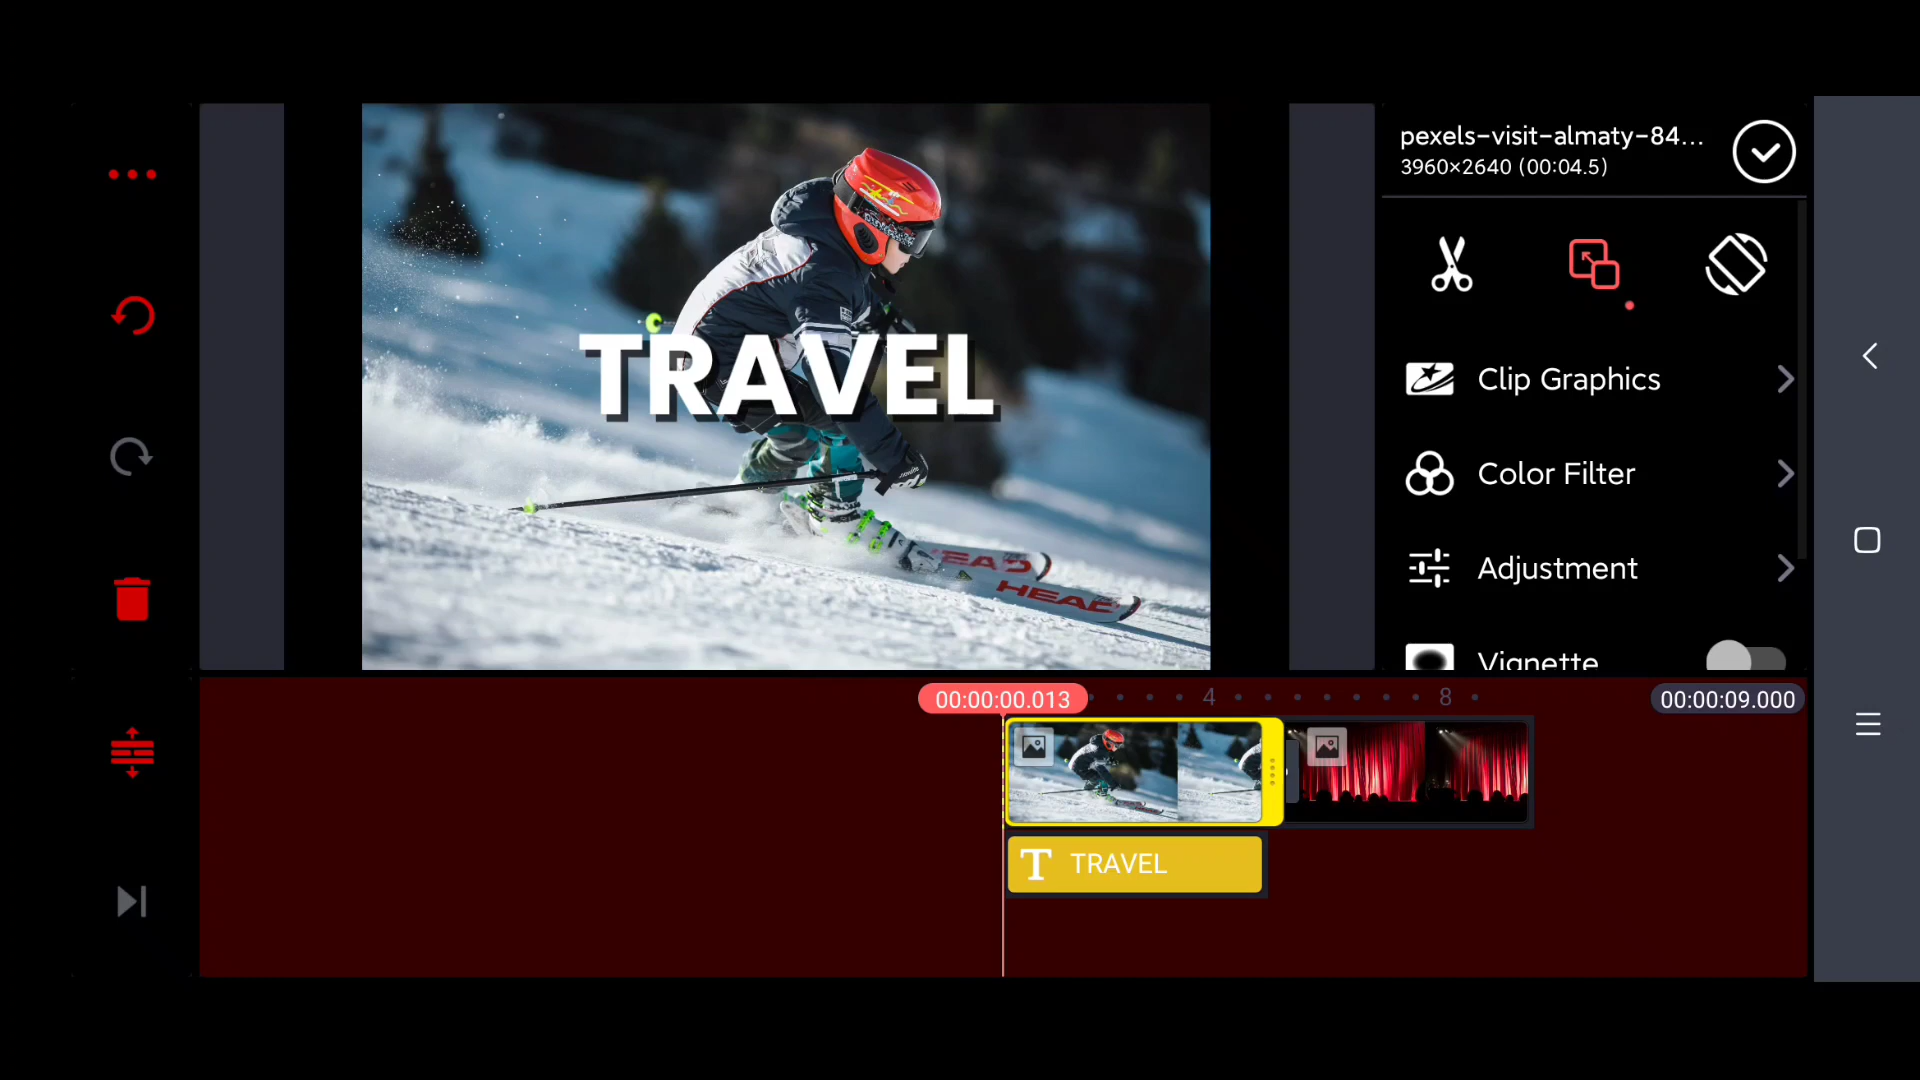 pexels-visit-almaty-84...
3960×2640 (00:04.5)
TRAVEL
Clip Graphics
Color Filter
Adjustment
Vignette
HEAD
HEAD
00:00:00.013
4
8
00:00:09.000
T TRAVEL